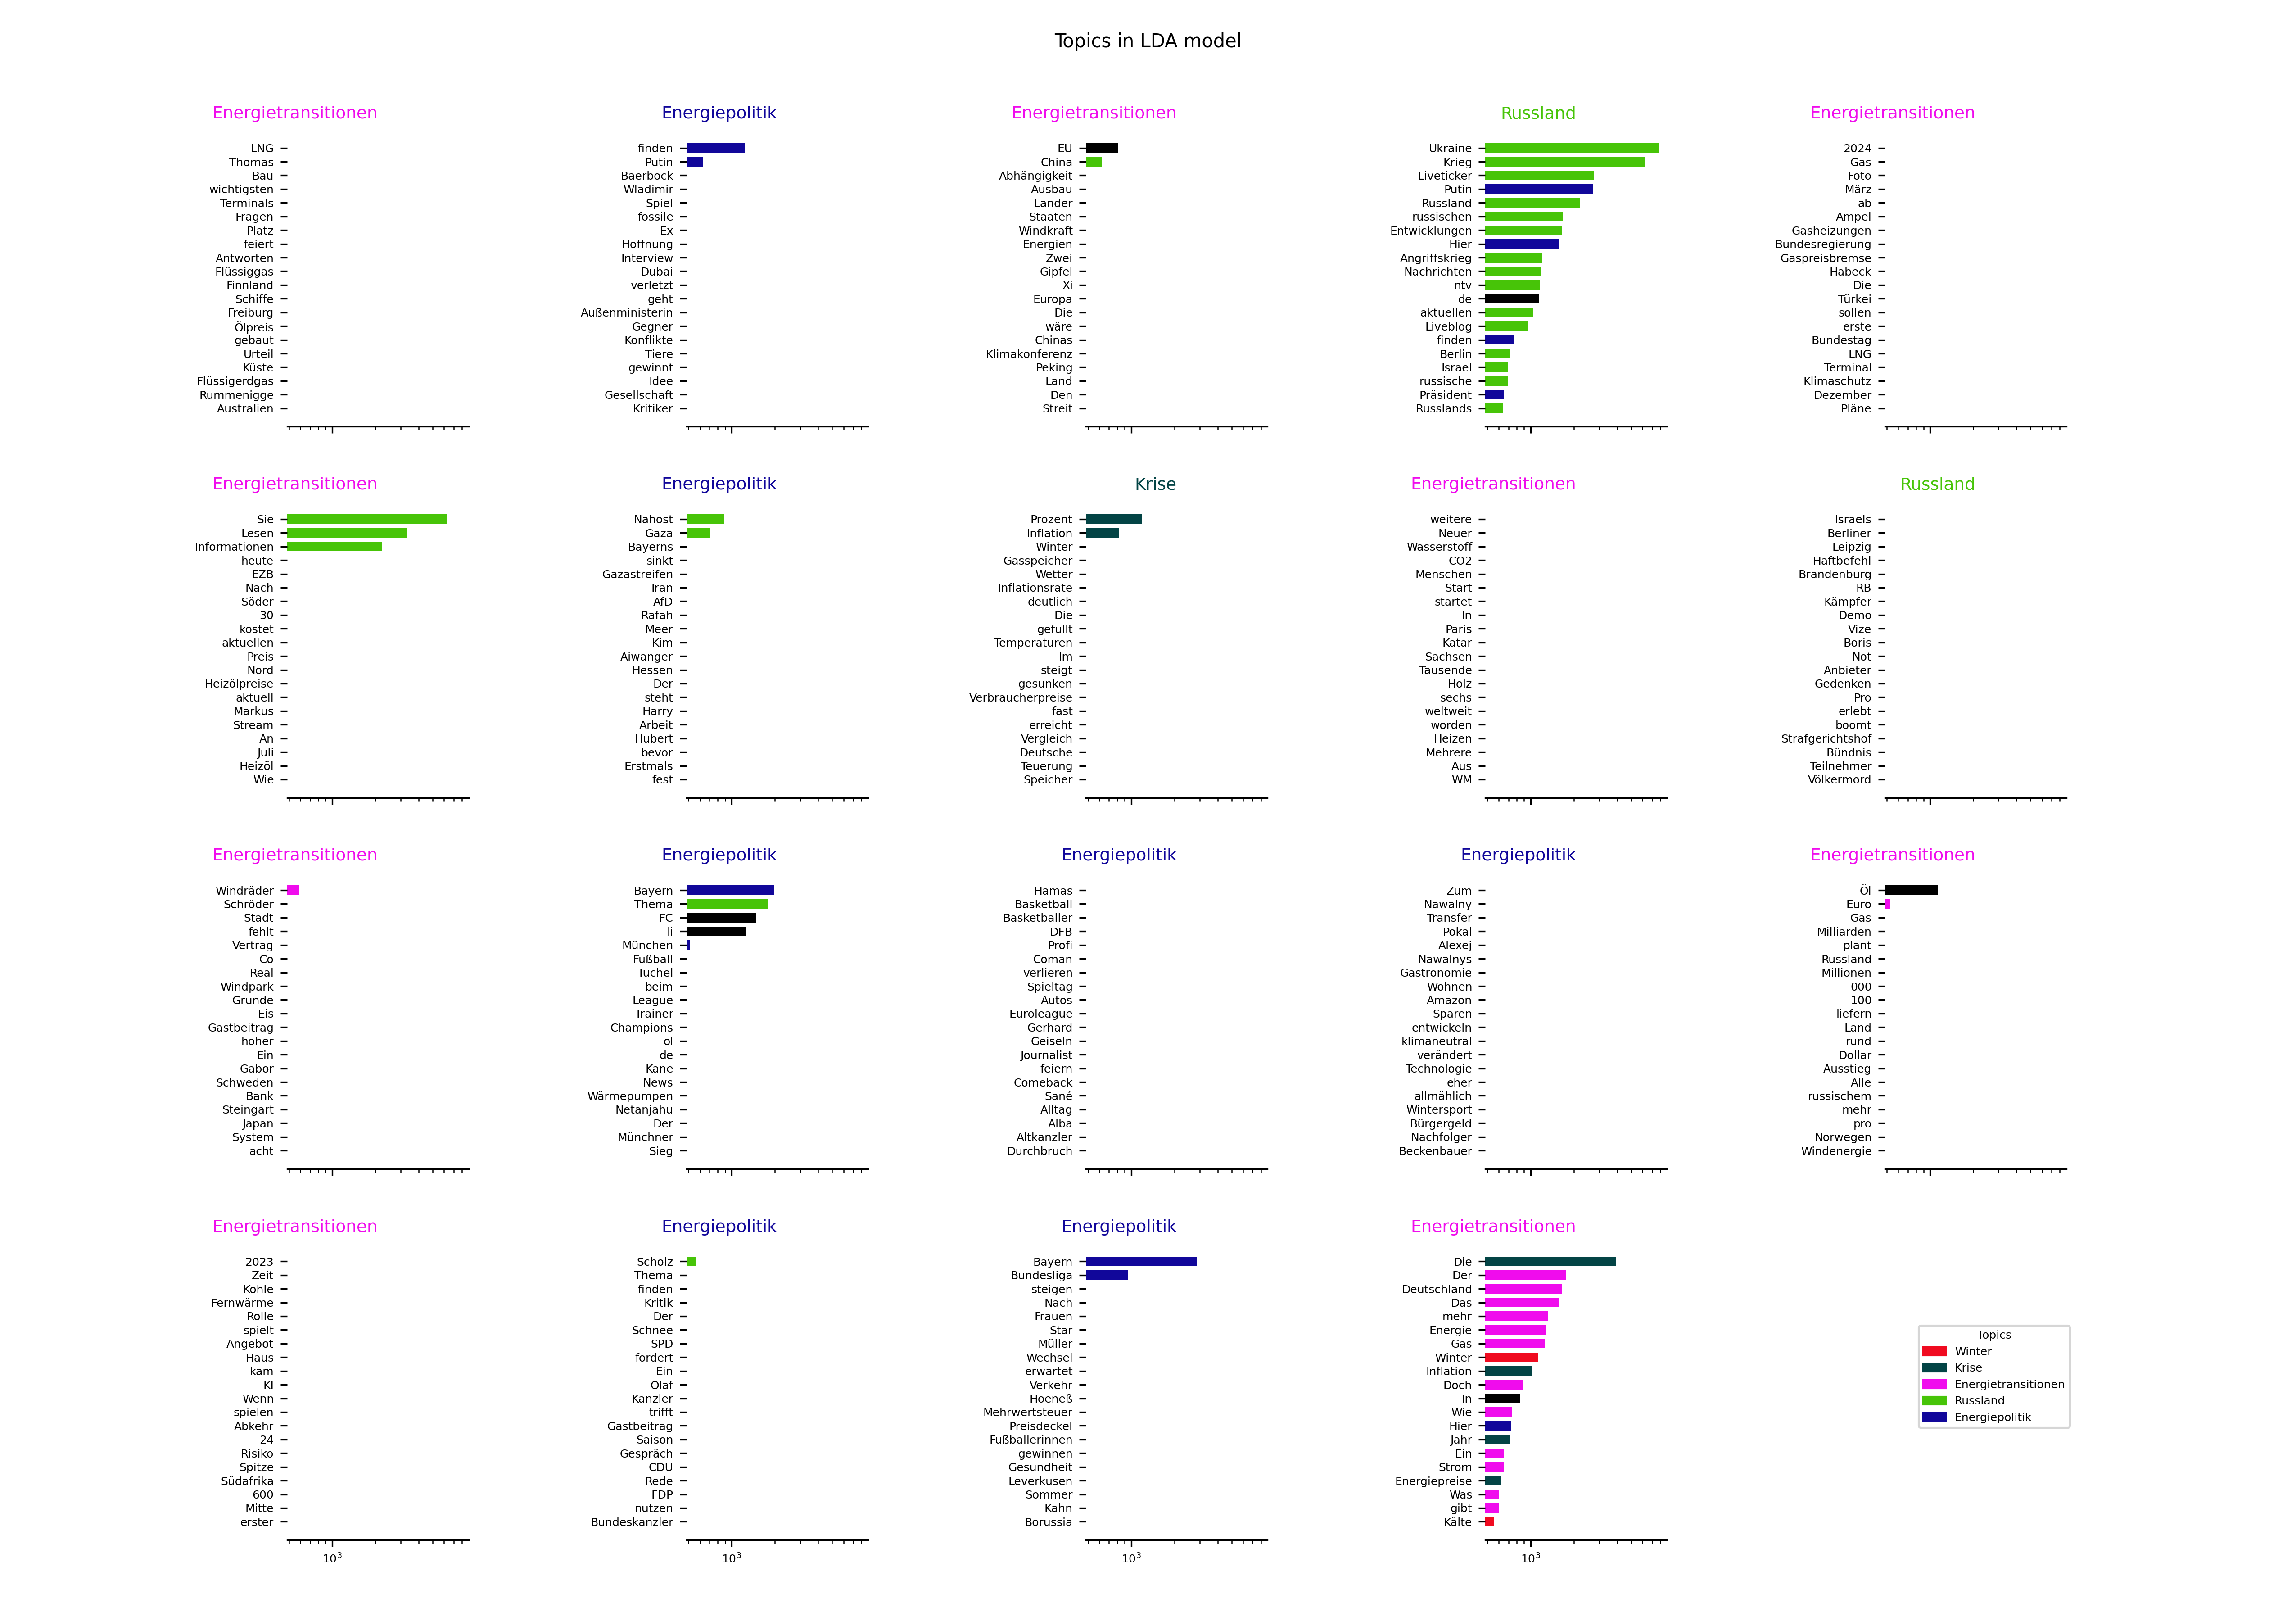 Topics in LDA model
Energietransitionen
LNG
Thomas
Bau
wichtigsten
Terminals
Fragen
Platz
feiert
Antworten
Flüssiggas
Finnland
Schiffe
Freiburg
Ölpreis
gebaut
Urteil
Küste
Flüssigerdgas
Rummenigge
Australien
Energiepolitik
finden
Putin
Baerbock
Wladimir
Spiel
fossile
Ex
Hoffnung
Interview
Dubai
verletzt
geht
Außenministerin
Gegner
Konflikte
Tiere
gewinnt
Idee
Gesellschaft
Kritiker
Energietransitionen
EU
China
Abhängigkeit
Ausbau
Länder
Staaten
Windkraft
Energien
Zwei
Gipfel
Xi
Europa
Die
wäre
Chinas
Klimakonferenz
Peking
Land
Den
Streit
Russland
Ukraine
Krieg
Liveticker
Putin
Russland
russischen
Entwicklungen
Hier
Angriffskrieg
Nachrichten
ntv
de
aktuellen
Liveblog
finden
Berlin
Israel
russische
Präsident
Russlands
Energietransitionen
2024
Gas
Foto
März
ab
Ampel
Gasheizungen
Bundesregierung
Gaspreisbremse
Habeck
Die
Türkei
sollen
erste
Bundestag
LNG
Terminal
Klimaschutz
Dezember
Pläne
Energietransitionen
Sie
Lesen
Informationen
heute
EZB
Nach
Söder
30
kostet
aktuellen
Preis
Nord
Heizölpreise
aktuell
Markus
Stream
An
Juli
Heizöl
Wie
Energiepolitik
Nahost
Gaza
Bayerns
sinkt
Gazastreifen
Iran
AfD
Rafah
Meer
Kim
Aiwanger
Hessen
Der
steht
Harry
Arbeit
Hubert
bevor
Erstmals
fest
Krise
Prozent
Inflation
Winter
Gasspeicher
Wetter
Inflationsrate
deutlich
Die
gefüllt
Temperaturen
Im
steigt
gesunken
Verbraucherpreise
fast
erreicht
Vergleich
Deutsche
Teuerung
Speicher
Energietransitionen
weitere
Neuer
Wasserstoff
CO2
Menschen
Start
startet
In
Paris
Katar
Sachsen
Tausende
Holz
sechs
weltweit
worden
Heizen
Mehrere
Aus
WM
Russland
Israels
Berliner
Leipzig
Haftbefehl
Brandenburg
RB
Kämpfer
Demo
Vize
Boris
Not
Anbieter
Gedenken
Pro
erlebt
boomt
Strafgerichtshof
Bündnis
Teilnehmer
Völkermord
Energietransitionen
Windräder
Schröder
Stadt
fehlt
Vertrag
Co
Real
Windpark
Gründe
Eis
Gastbeitrag
höher
Ein
Gabor
Schweden
Bank
Steingart
Japan
System
acht
Energiepolitik
Bayern
Thema
FC
li
München
Fußball
Tuchel
beim
League
Trainer
Champions
ol
de
Kane
News
Wärmepumpen
Netanjahu
Der
Münchner
Sieg
Energiepolitik
Hamas
Basketball
Basketballer
DFB
Profi
Coman
verlieren
Spieltag
Autos
Euroleague
Gerhard
Geiseln
Journalist
feiern
Comeback
Sané
Alltag
Alba
Altkanzler
Durchbruch
Energiepolitik
Zum
Nawalny
Transfer
Pokal
Alexej
Nawalnys
Gastronomie
Wohnen
Amazon
Sparen
entwickeln
klimaneutral
verändert
Technologie
eher
allmählich
Wintersport
Bürgergeld
Nachfolger
Beckenbauer
Energietransitionen
Öl
Euro
Gas
Milliarden
plant
Russland
Millionen
000
100
liefern
Land
rund
Dollar
Ausstieg
Alle
russischem
mehr
pro
Norwegen
Windenergie
Energietransitionen
2023
Zeit
Kohle
Fernwärme
Rolle
spielt
Angebot
Haus
kam
KI
Wenn
spielen
Abkehr
24
Risiko
Spitze
Südafrika
600
Mitte
erster
10³
Energiepolitik
Scholz
Thema
finden
Kritik
Der
Schnee
SPD
fordert
Ein
Olaf
Kanzler
trifft
Gastbeitrag
Saison
Gespräch
CDU
Rede
FDP
nutzen
Bundeskanzler
10³
Energiepolitik
Bayern
Bundesliga
steigen
Nach
Frauen
Star
Müller
Wechsel
erwartet
Verkehr
Hoeneß
Mehrwertsteuer
Preisdeckel
Fußballerinnen
gewinnen
Gesundheit
Leverkusen
Sommer
Kahn
Borussia
10³
Energietransitionen
Die
Der
Deutschland
Das
mehr
Energie
Gas
Winter
Inflation
Doch
In
Wie
Hier
Jahr
Ein
Strom
Energiepreise
Was
gibt
Kälte
10³
Topics
Winter
Krise
Energietransitionen
Russland
Energiepolitik